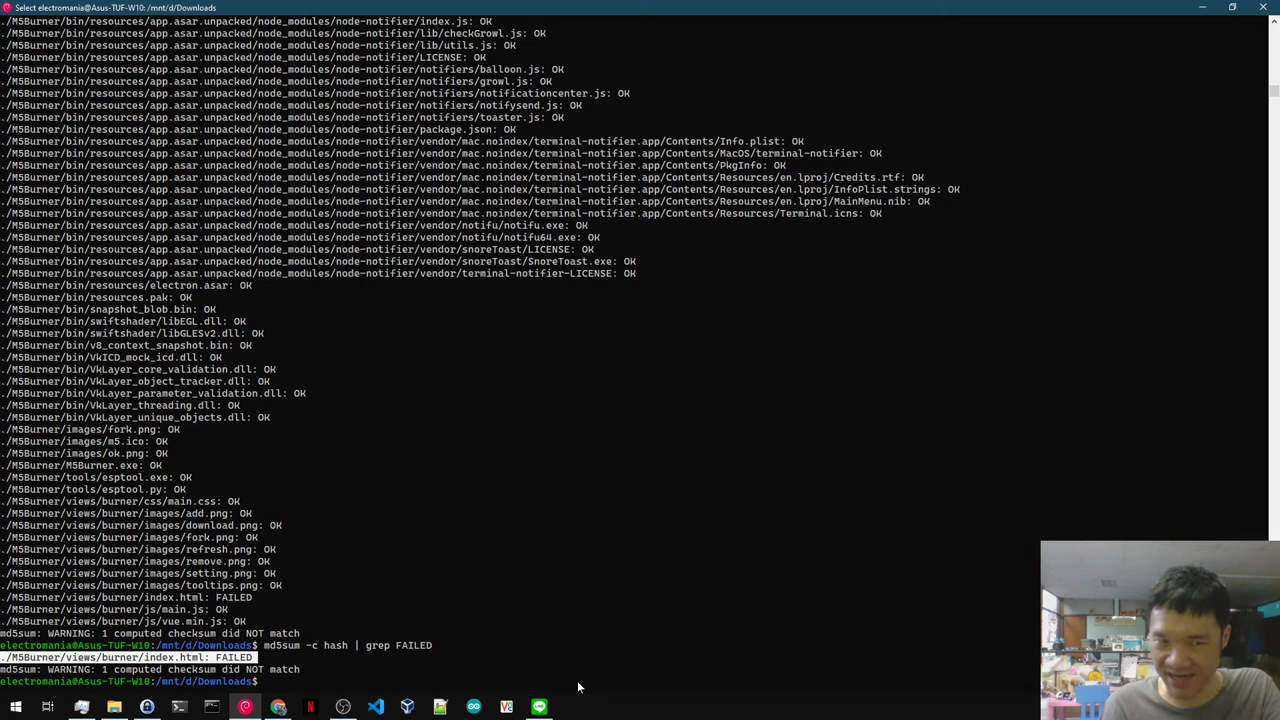 Select electromania@Asus-TUF-W10: /mnt/d/Downloads
./M5Burner/bin/resources/app.asar.unpacked/node_modules/node-notifier/index.js: OK
./M5Burner/bin/resources/app.asar.unpacked/node_modules/node-notifier/lib/checkGrowl.js: OK
./M5Burner/bin/resources/app.asar.unpacked/node_modules/node-notifier/lib/utils.js: OK
./M5Burner/bin/resources/app.asar.unpacked/node_modules/node-notifier/LICENSE: OK
./M5Burner/bin/resources/app.asar.unpacked/node_modules/node-notifier/notifiers/balloon.js: OK
./M5Burner/bin/resources/app.asar.unpacked/node_modules/node-notifier/notifiers/growl.js: OK
./M5Burner/bin/resources/app.asar.unpacked/node_modules/node-notifier/notifiers/notificationcenter.js: OK
./M5Burner/bin/resources/app.asar.unpacked/node_modules/node-notifier/notifiers/notifysend.js: OK
./M5Burner/bin/resources/app.asar.unpacked/node_modules/node-notifier/notifiers/toaster.js: OK
./M5Burner/bin/resources/app.asar.unpacked/node_modules/node-notifier/package.json: OK
./M5Burner/bin/resources/app.asar.unpacked/node_modules/node-notifier/vendor/mac.noindex/terminal-notifier.app/Contents/Info.plist: OK
./M5Burner/bin/resources/app.asar.unpacked/node_modules/node-notifier/vendor/mac.noindex/terminal-notifier.app/Contents/MacOS/terminal-notifier: OK
./M5Burner/bin/resources/app.asar.unpacked/node_modules/node-notifier/vendor/mac.noindex/terminal-notifier.app/Contents/PkgInfo: OK
./M5Burner/bin/resources/app.asar.unpacked/node_modules/node-notifier/vendor/mac.noindex/terminal-notifier.app/Contents/Resources/en.lproj/Credits.rtf: OK
./M5Burner/bin/resources/app.asar.unpacked/node_modules/node-notifier/vendor/mac.noindex/terminal-notifier.app/Contents/Resources/en.lproj/InfoPlist.strings: OK
./M5Burner/bin/resources/app.asar.unpacked/node_modules/node-notifier/vendor/mac.noindex/terminal-notifier.app/Contents/Resources/en.lproj/MainMenu.nib: OK
./M5Burner/bin/resources/app.asar.unpacked/node_modules/node-notifier/vendor/mac.noindex/terminal-notifier.app/Contents/Resources/Terminal.icns: OK
./M5Burner/bin/resources/app.asar.unpacked/node_modules/node-notifier/vendor/notifu/notifu.exe: OK
./M5Burner/bin/resources/app.asar.unpacked/node_modules/node-notifier/vendor/notifu/notifu64.exe: OK
./M5Burner/bin/resources/app.asar.unpacked/node_modules/node-notifier/vendor/snoreToast/LICENSE: OK
./M5Burner/bin/resources/app.asar.unpacked/node_modules/node-notifier/vendor/snoreToast/SnoreToast.exe: OK
./M5Burner/bin/resources/app.asar.unpacked/node_modules/node-notifier/vendor/terminal-notifier-LICENSE: OK
./M5Burner/bin/resources/electron.asar: OK
./M5Burner/bin/resources.pak: OK
./M5Burner/bin/snapshot_blob.bin: OK
./M5Burner/bin/swiftshader/libEGL.dll: OK
./M5Burner/bin/swiftshader/libGLESv2.dll: OK
./M5Burner/bin/v8_context_snapshot.bin: OK
./M5Burner/bin/VkICD_mock_icd.dll: OK
./M5Burner/bin/VkLayer_core_validation.dll: OK
./M5Burner/bin/VkLayer_object_tracker.dll: OK
./M5Burner/bin/VkLayer_parameter_validation.dll: OK
./M5Burner/bin/VkLayer_threading.dll: OK
./M5Burner/bin/VkLayer_unique_objects.dll: OK
./M5Burner/images/fork.png: OK
./M5Burner/images/m5.ico: OK
./M5Burner/images/ok.png: OK
./M5Burner/M5Burner.exe: OK
./M5Burner/tools/esptool.exe: OK
./M5Burner/tools/esptool.py: OK
./M5Burner/views/burner/css/main.css: OK
./M5Burner/views/burner/images/add.png: OK
./M5Burner/views/burner/images/download.png: OK
./M5Burner/views/burner/images/fork.png: OK
./M5Burner/views/burner/images/refresh.png: OK
./M5Burner/views/burner/images/remove.png: OK
./M5Burner/views/burner/images/setting.png: OK
./M5Burner/views/burner/images/tooltips.png: OK
./M5Burner/views/burner/index.html: FAILED
./M5Burner/views/burner/js/main.js: OK
./M5Burner/views/burner/js/vue.min.js: OK
md5sum: WARNING: 1 computed checksum did NOT match
electromania@Asus-TUF-W10:/mnt/d/Downloads$ md5sum -c hash | grep FAILED
./M5Burner/views/burner/index.html: FAILED
md5sum: WARNING: 1 computed checksum did NOT match
electromania@Asus-TUF-W10:/mnt/d/Downloads$